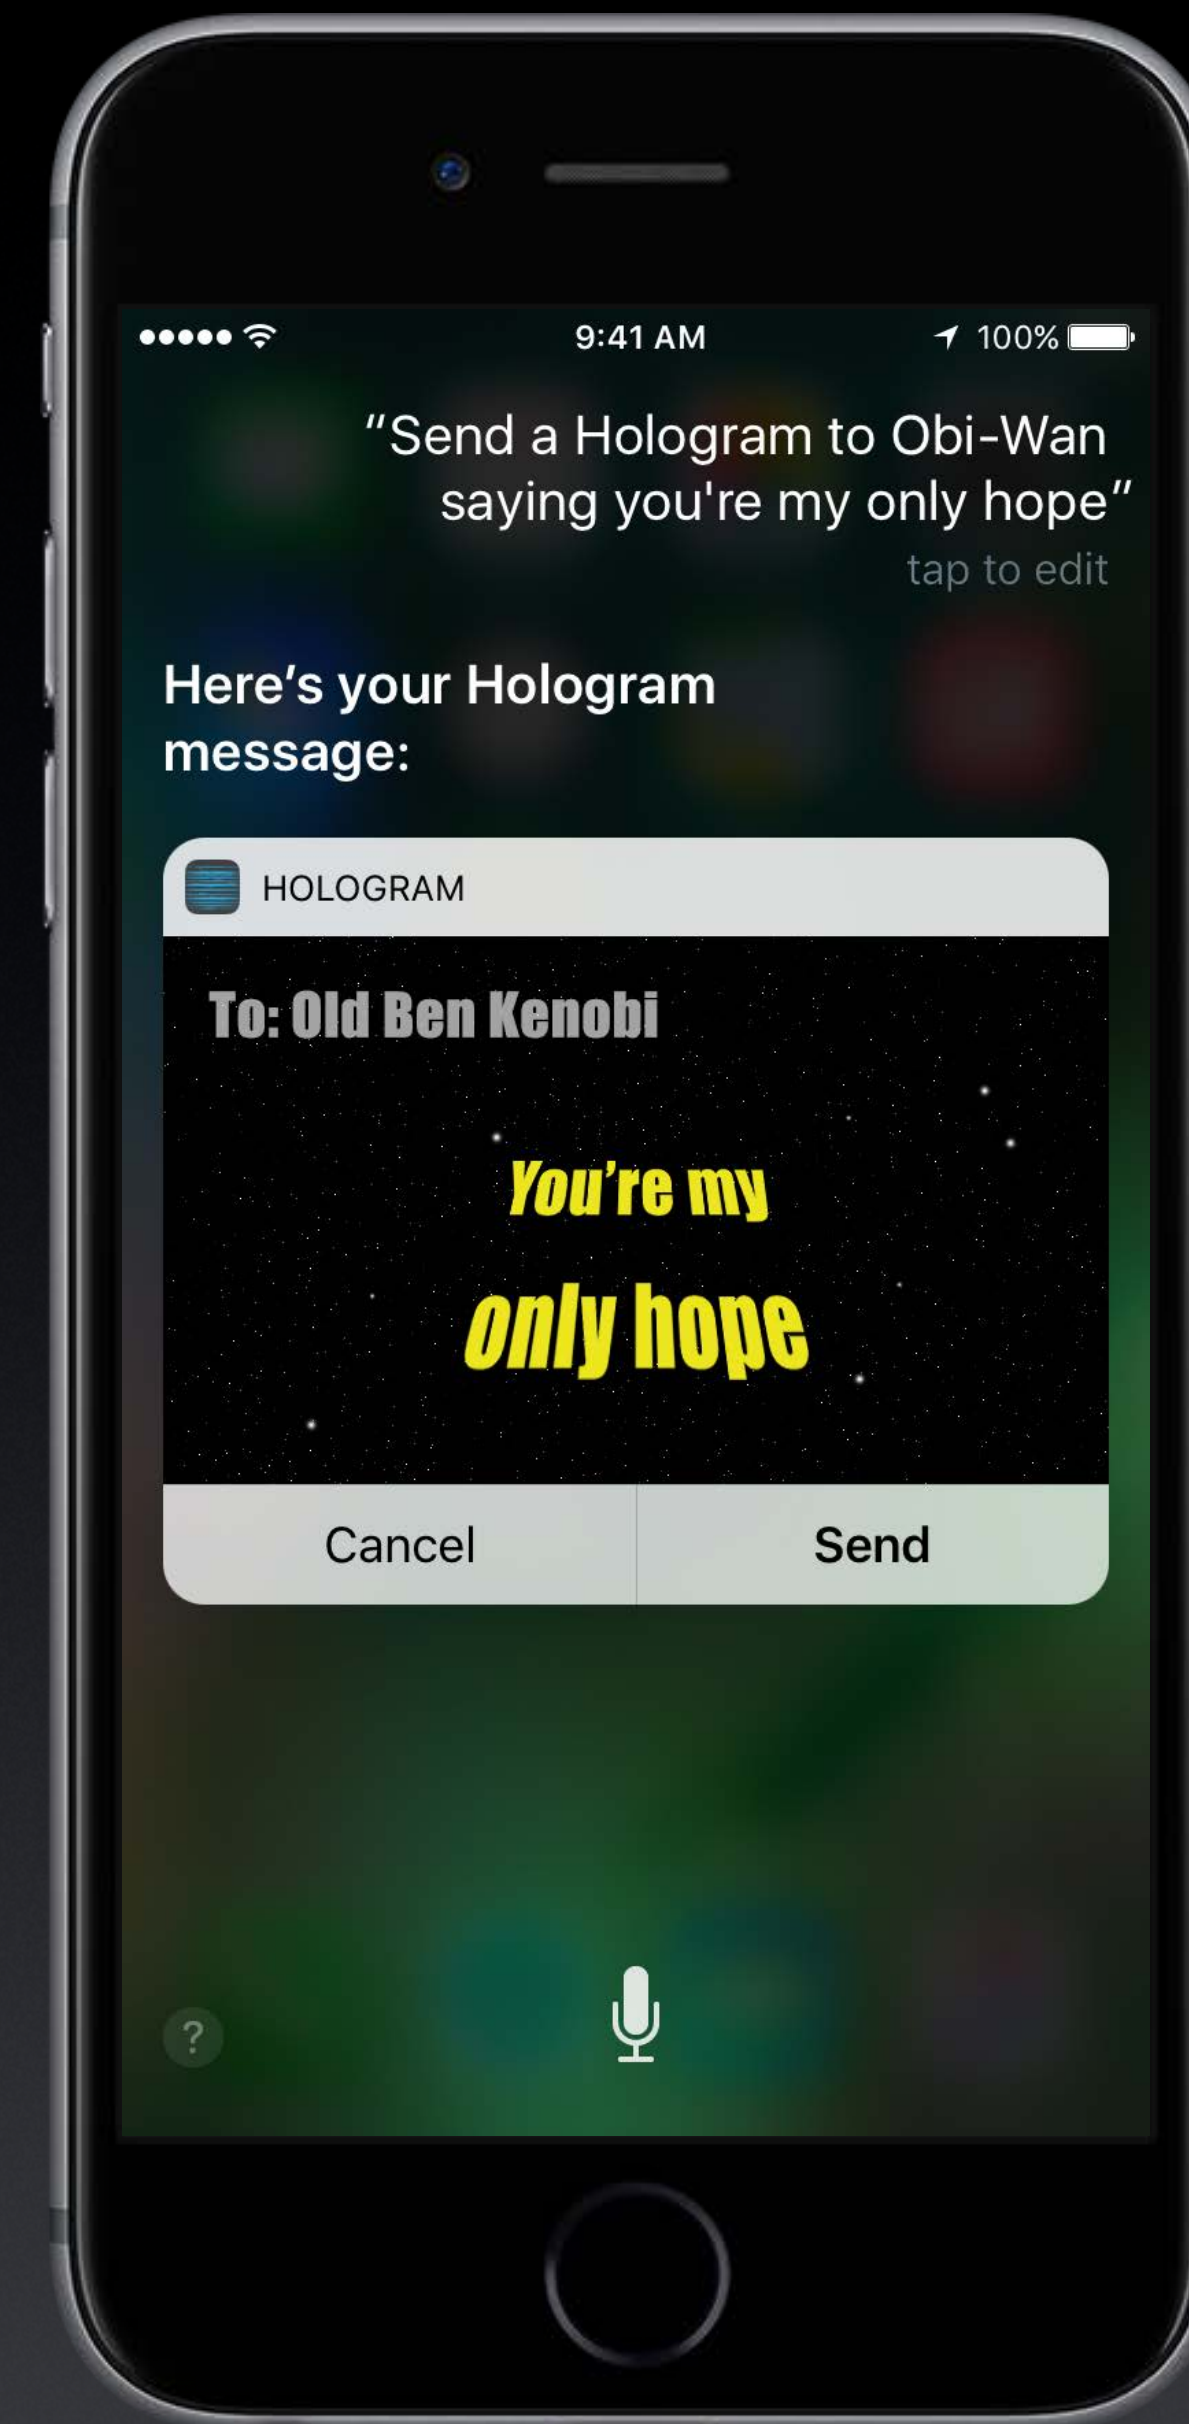 9:41 AM
100%
“Send a Hologram to Obi-Wan
saying you're my only hope”
tap to edit
Here’s your Hologram
message:
HOLOGRAM
To: Old Ben Kenobi
You’re my
only hope
Cancel
Send
?